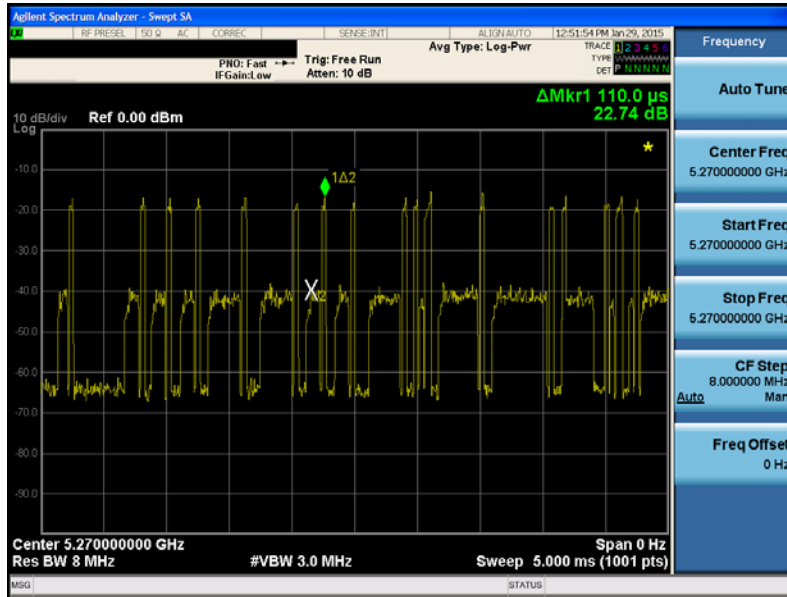 Agilent Spectrum Analyzer - Swept SA
LXI RF PRESEL 50 Ω AC CORREC SENSE:INT ALIGN AUTO 12:51:54 PM Jan 29, 2015
Frequency
Avg Type: Log-Pwr TRACE 1 2 3 4 5 6
PNO: Fast Trig: Free Run TYPE
IFGain:Low Atten: 10 dB DET P N N N N N
Auto Tune
ΔMkr1 110.0 µs
22.74 dB
10 dB/div Ref 0.00 dBm
Log
Center Freq
5.270000000 GHz
-10.0
1Δ2
-20.0
Start Freq
5.270000000 GHz
-30.0
Stop Freq
5.270000000 GHz
-40.0
X2
-50.0
CF Step
8.000000 MHz
Auto Man
-60.0
-70.0
Freq Offset
0 Hz
-80.0
-90.0
Center 5.270000000 GHz Span 0 Hz
Res BW 8 MHz #VBW 3.0 MHz Sweep 5.000 ms (1001 pts)
MSG STATUS